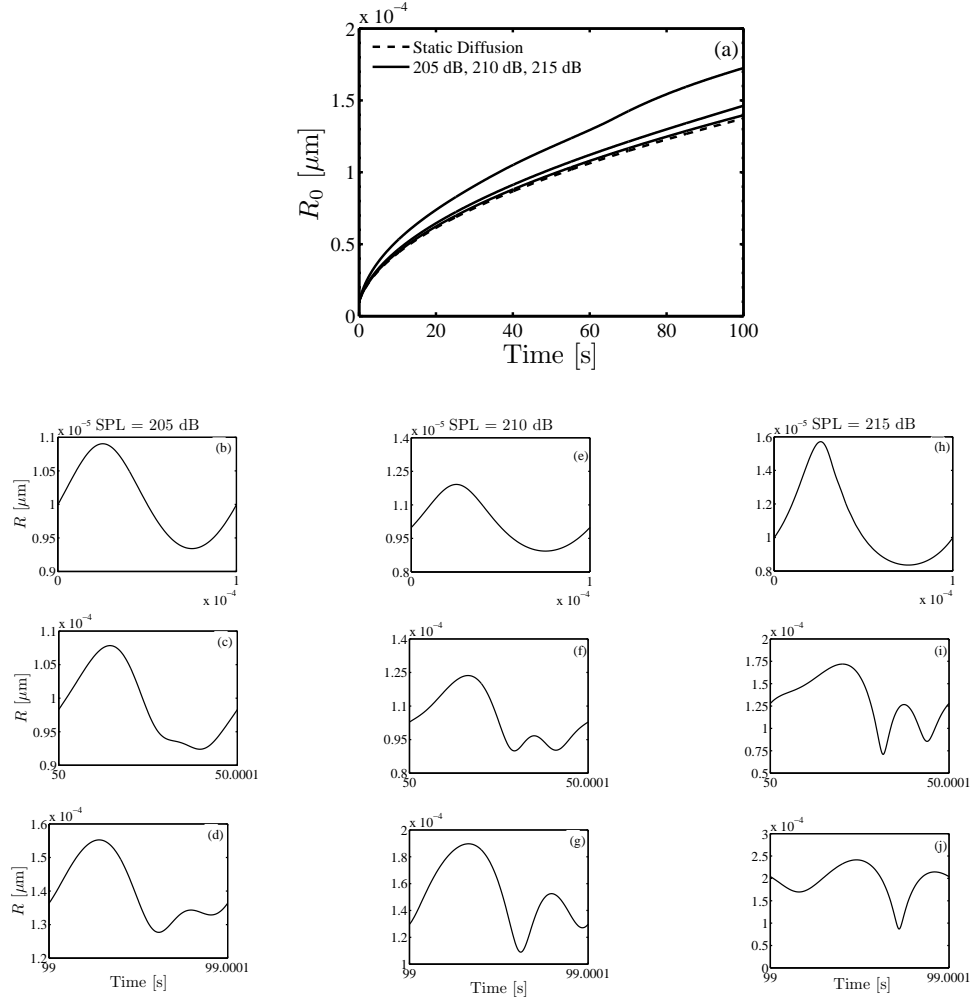 x 10⁻⁴
2
1.5
1
0.5
0
R₀ [μm]
(a)
Static Diffusion
205 dB, 210 dB, 215 dB
0 20 40 60 80 100
Time [s]
x 10⁻⁵ SPL = 205 dB
1.1
1.05
1
0.95
0.9
R [μm]
(b)
0 1
x 10⁻⁴
x 10⁻⁵ SPL = 210 dB
1.4
1.25
1.1
0.95
0.8
(e)
0 1
x 10⁻⁴
x 10⁻⁵ SPL = 215 dB
1.6
1.4
1.2
1
0.8
(h)
0 1
x 10⁻⁴
x 10⁻⁴
1.1
1.05
1
0.95
0.9
R [μm]
(c)
50 50.0001
x 10⁻⁴
1.4
1.25
1.1
0.95
0.8
(f)
50 50.0001
x 10⁻⁴
2
1.75
1.5
1.25
1
0.75
0.5
(i)
50 50.0001
x 10⁻⁴
1.6
1.5
1.4
1.3
1.2
R [μm]
(d)
99 99.0001
Time [s]
x 10⁻⁴
2
1.8
1.6
1.4
1.2
1
(g)
99 99.0001
Time [s]
x 10⁻⁴
3
2.5
2
1.5
1
0.5
0
(j)
99 99.0001
Time [s]